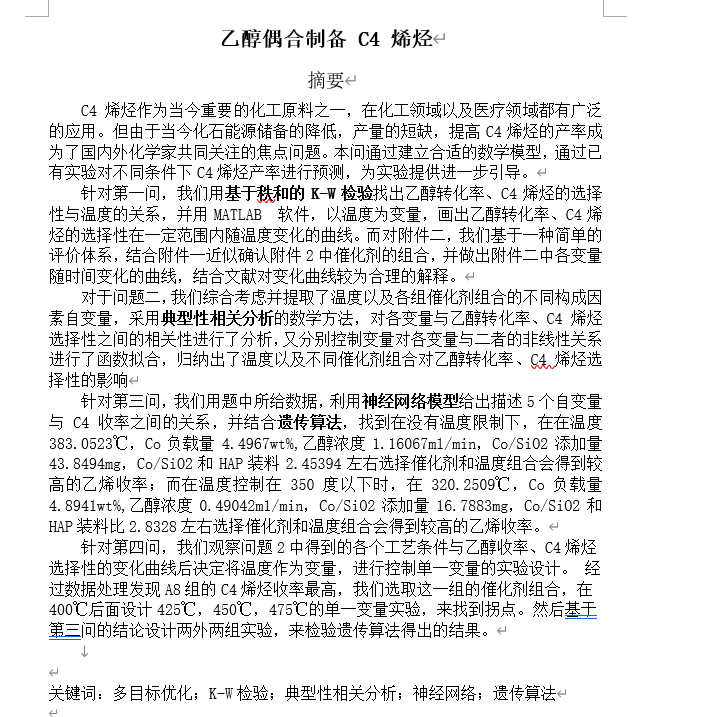 乙醇偶合制备 C4 烯烃
摘要
C4 烯烃作为当今重要的化工原料之一，在化工领域以及医疗领域都有广泛
的应用。但由于当今化石能源储备的降低，产量的短缺，提高 C4 烯烃的产率成
为了国内外化学家共同关注的焦点问题。本问通过建立合适的数学模型，通过已
有实验对不同条件下 C4 烯烃产率进行预测，为实验提供进一步引导。
针对第一问，我们用基于秩和的 K-W 检验找出乙醇转化率、C4 烯烃的选择
性与温度的关系，并用 MATLAB 软件，以温度为变量，画出乙醇转化率、C4 烯
烃的选择性在一定范围内随温度变化的曲线。而对附件二，我们基于一种简单的
评价体系，结合附件一近似确认附件 2 中催化剂的组合，并做出附件二中各变量
随时间变化的曲线，结合文献对变化曲线较为合理的解释。
对于问题二，我们综合考虑并提取了温度以及各组催化剂组合的不同构成因
素自变量，采用典型性相关分析的数学方法，对各变量与乙醇转化率、C4 烯烃
选择性之间的相关性进行了分析，又分别控制变量对各变量与二者的非线性关系
进行了函数拟合，归纳出了温度以及不同催化剂组合对乙醇转化率、C4 烯烃选
择性的影响
针对第三问，我们用题中所给数据，利用神经网络模型给出描述 5 个自变量
与 C4 收率之间的关系，并结合遗传算法，找到在没有温度限制下，在在温度
383.0523℃，Co 负载量 4.4967wt%,乙醇浓度 1.16067ml/min，Co/SiO2 添加量
43.8494mg，Co/SiO2 和 HAP 装料 2.45394 左右选择催化剂和温度组合会得到较
高的乙烯收率；而在温度控制在 350 度以下时，在 320.2509℃，Co 负载量
4.8941wt%,乙醇浓度 0.49042ml/min，Co/SiO2 添加量 16.7883mg，Co/SiO2 和
HAP 装料比 2.8328 左右选择催化剂和温度组合会得到较高的乙烯收率。
针对第四问，我们观察问题 2 中得到的各个工艺条件与乙醇收率、C4 烯烃
选择性的变化曲线后决定将温度作为变量，进行控制单一变量的实验设计。 经
过数据处理发现 A8 组的 C4 烯烃收率最高，我们选取这一组的催化剂组合，在
400℃后面设计 425℃，450℃，475℃的单一变量实验，来找到拐点。然后基于
第三问的结论设计两外两组实验，来检验遗传算法得出的结果。
关键词：多目标优化；K-W 检验；典型性相关分析；神经网络；遗传算法